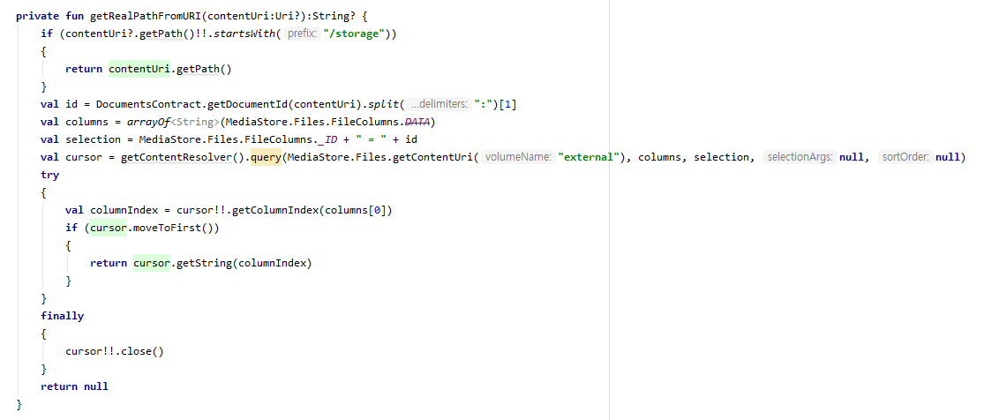 private fun getRealPathFromURI(contentUri:Uri?):String? {
if (contentUri?.getPath()!!.startsWith( prefix: "/storage"))
{
return contentUri.getPath()
}
val id = DocumentsContract.getDocumentId(contentUri).split( ...delimiters: ":")[1]
val columns = arrayOf<String>(MediaStore.Files.FileColumns.DATA)
val selection = MediaStore.Files.FileColumns._ID + " = " + id
val cursor = getContentResolver().query(MediaStore.Files.getContentUri( volumeName: "external"), columns, selection, selectionArgs: null, sortOrder: null)
try
{
val columnIndex = cursor!!.getColumnIndex(columns[0])
if (cursor.moveToFirst())
{
return cursor.getString(columnIndex)
}
}
finally
{
cursor!!.close()
}
return null
}